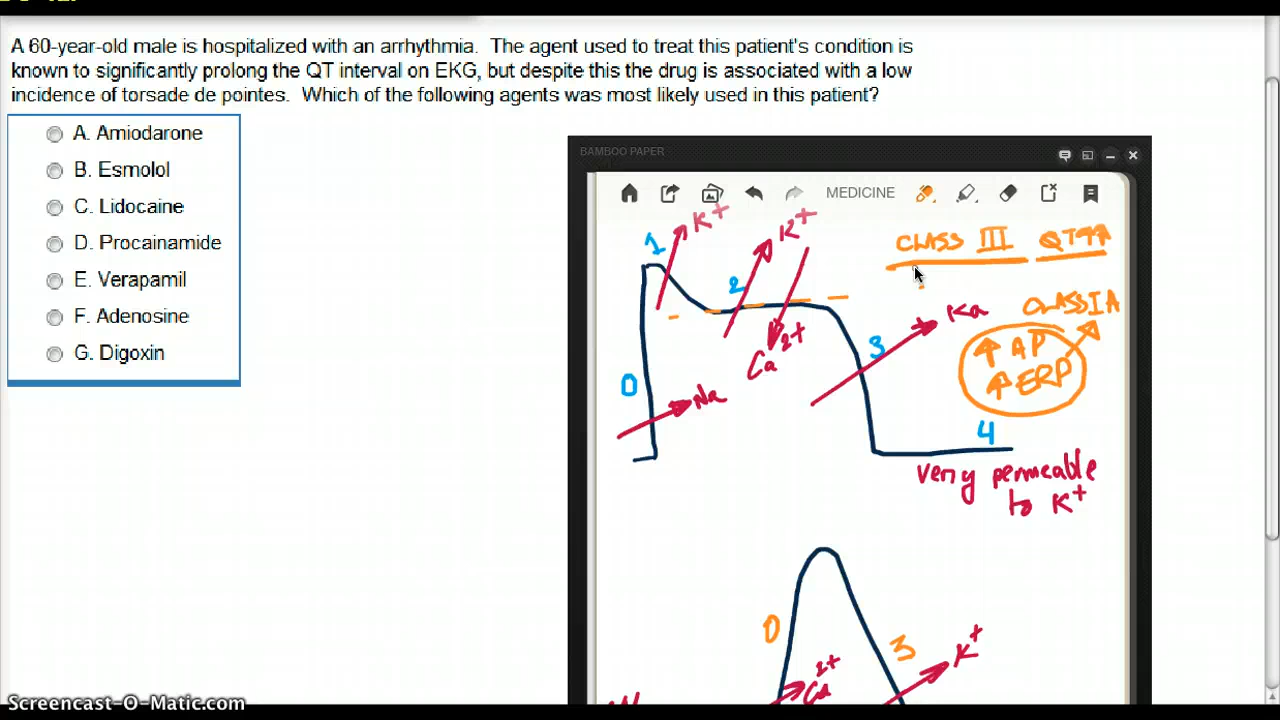 A 60-year-old male is hospitalized with an arrhythmia. The agent used to treat this patient's condition is
known to significantly prolong the QT interval on EKG, but despite this the drug is associated with a low
incidence of torsade de pointes. Which of the following agents was most likely used in this patient?
A. Amiodarone
B. Esmolol
C. Lidocaine
D. Procainamide
E. Verapamil
F. Adenosine
G. Digoxin
BAMBOO PAPER
MEDICINE
1
K+
K+
2
CLASS III
Ca2+
3
Ka
CLASS IA
↑ AP
↑ ERP
0
Na
4
very permeable
to K+
0
3
K+
Ca2+
Screencast-O-Matic.com